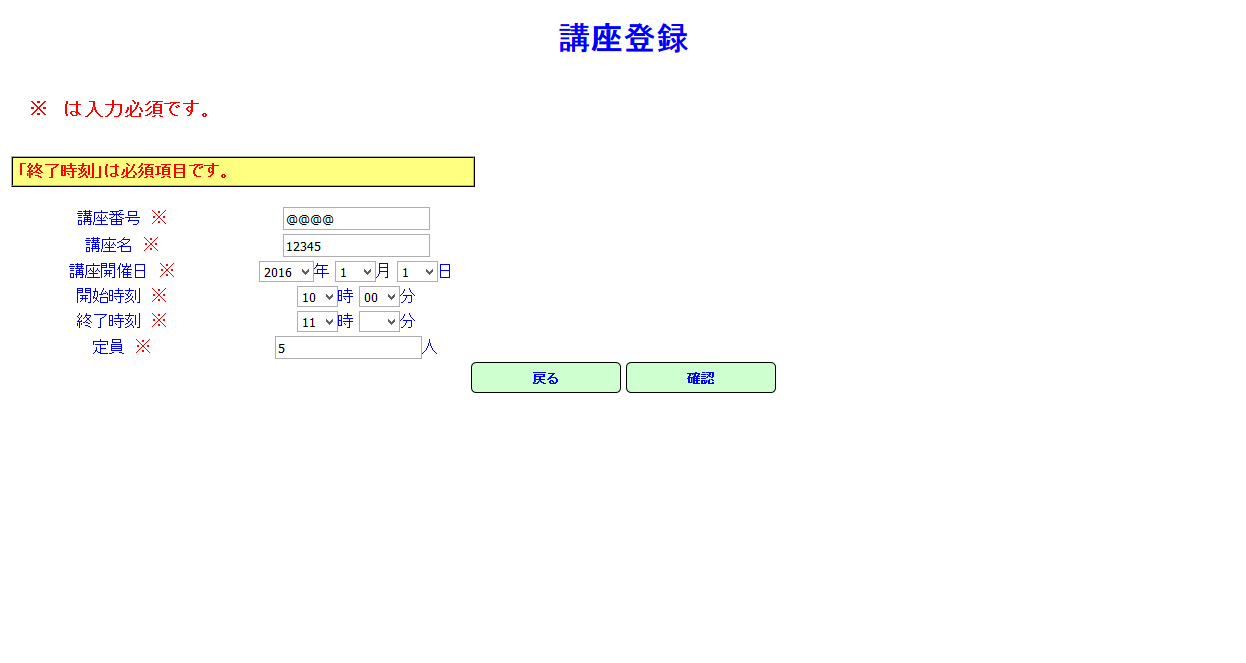 講座登録
※ は入力必須です。
「終了時刻」は必須項目です。
講座番号 ※ @@@@
講座名 ※ 12345
講座開催日 ※ 2016 年 1 月 1 日
開始時刻 ※ 10 時 00 分
終了時刻 ※ 11 時 分
定員 ※ 5 人
戻る 確認